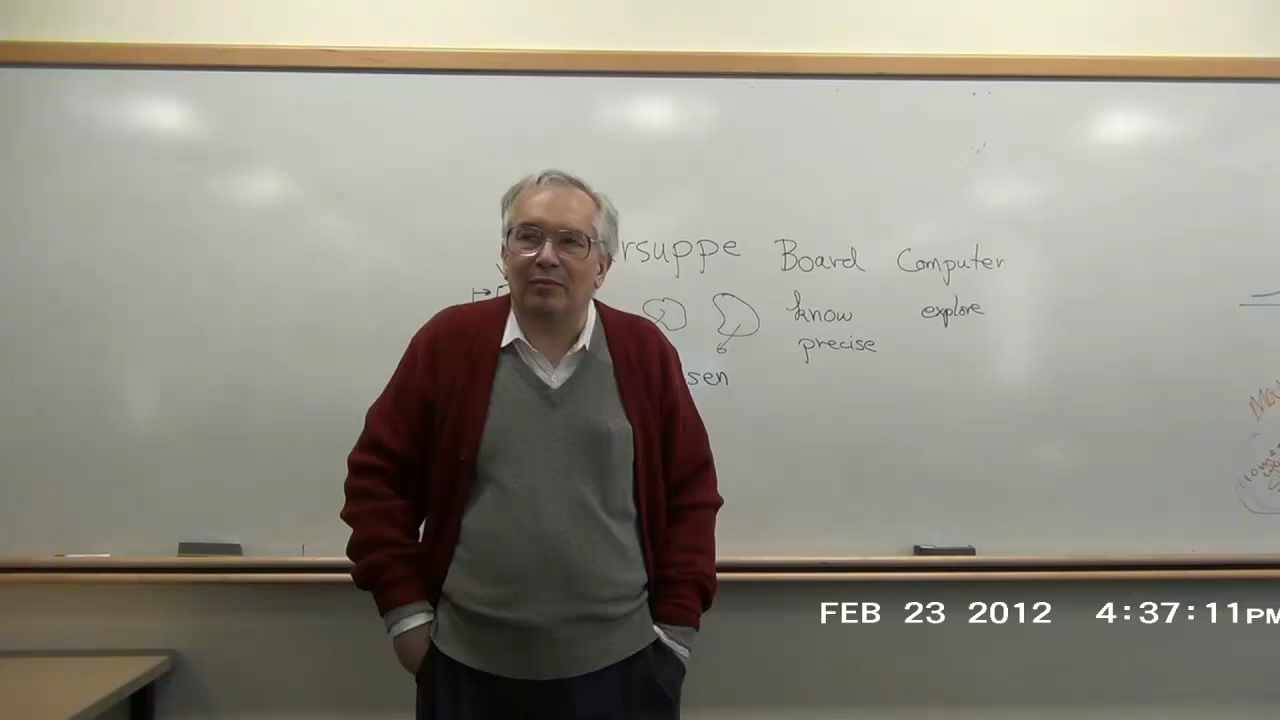 rsuppe Board Computer
know explore
precise
sen
FEB 23 2012 4:37:11PM